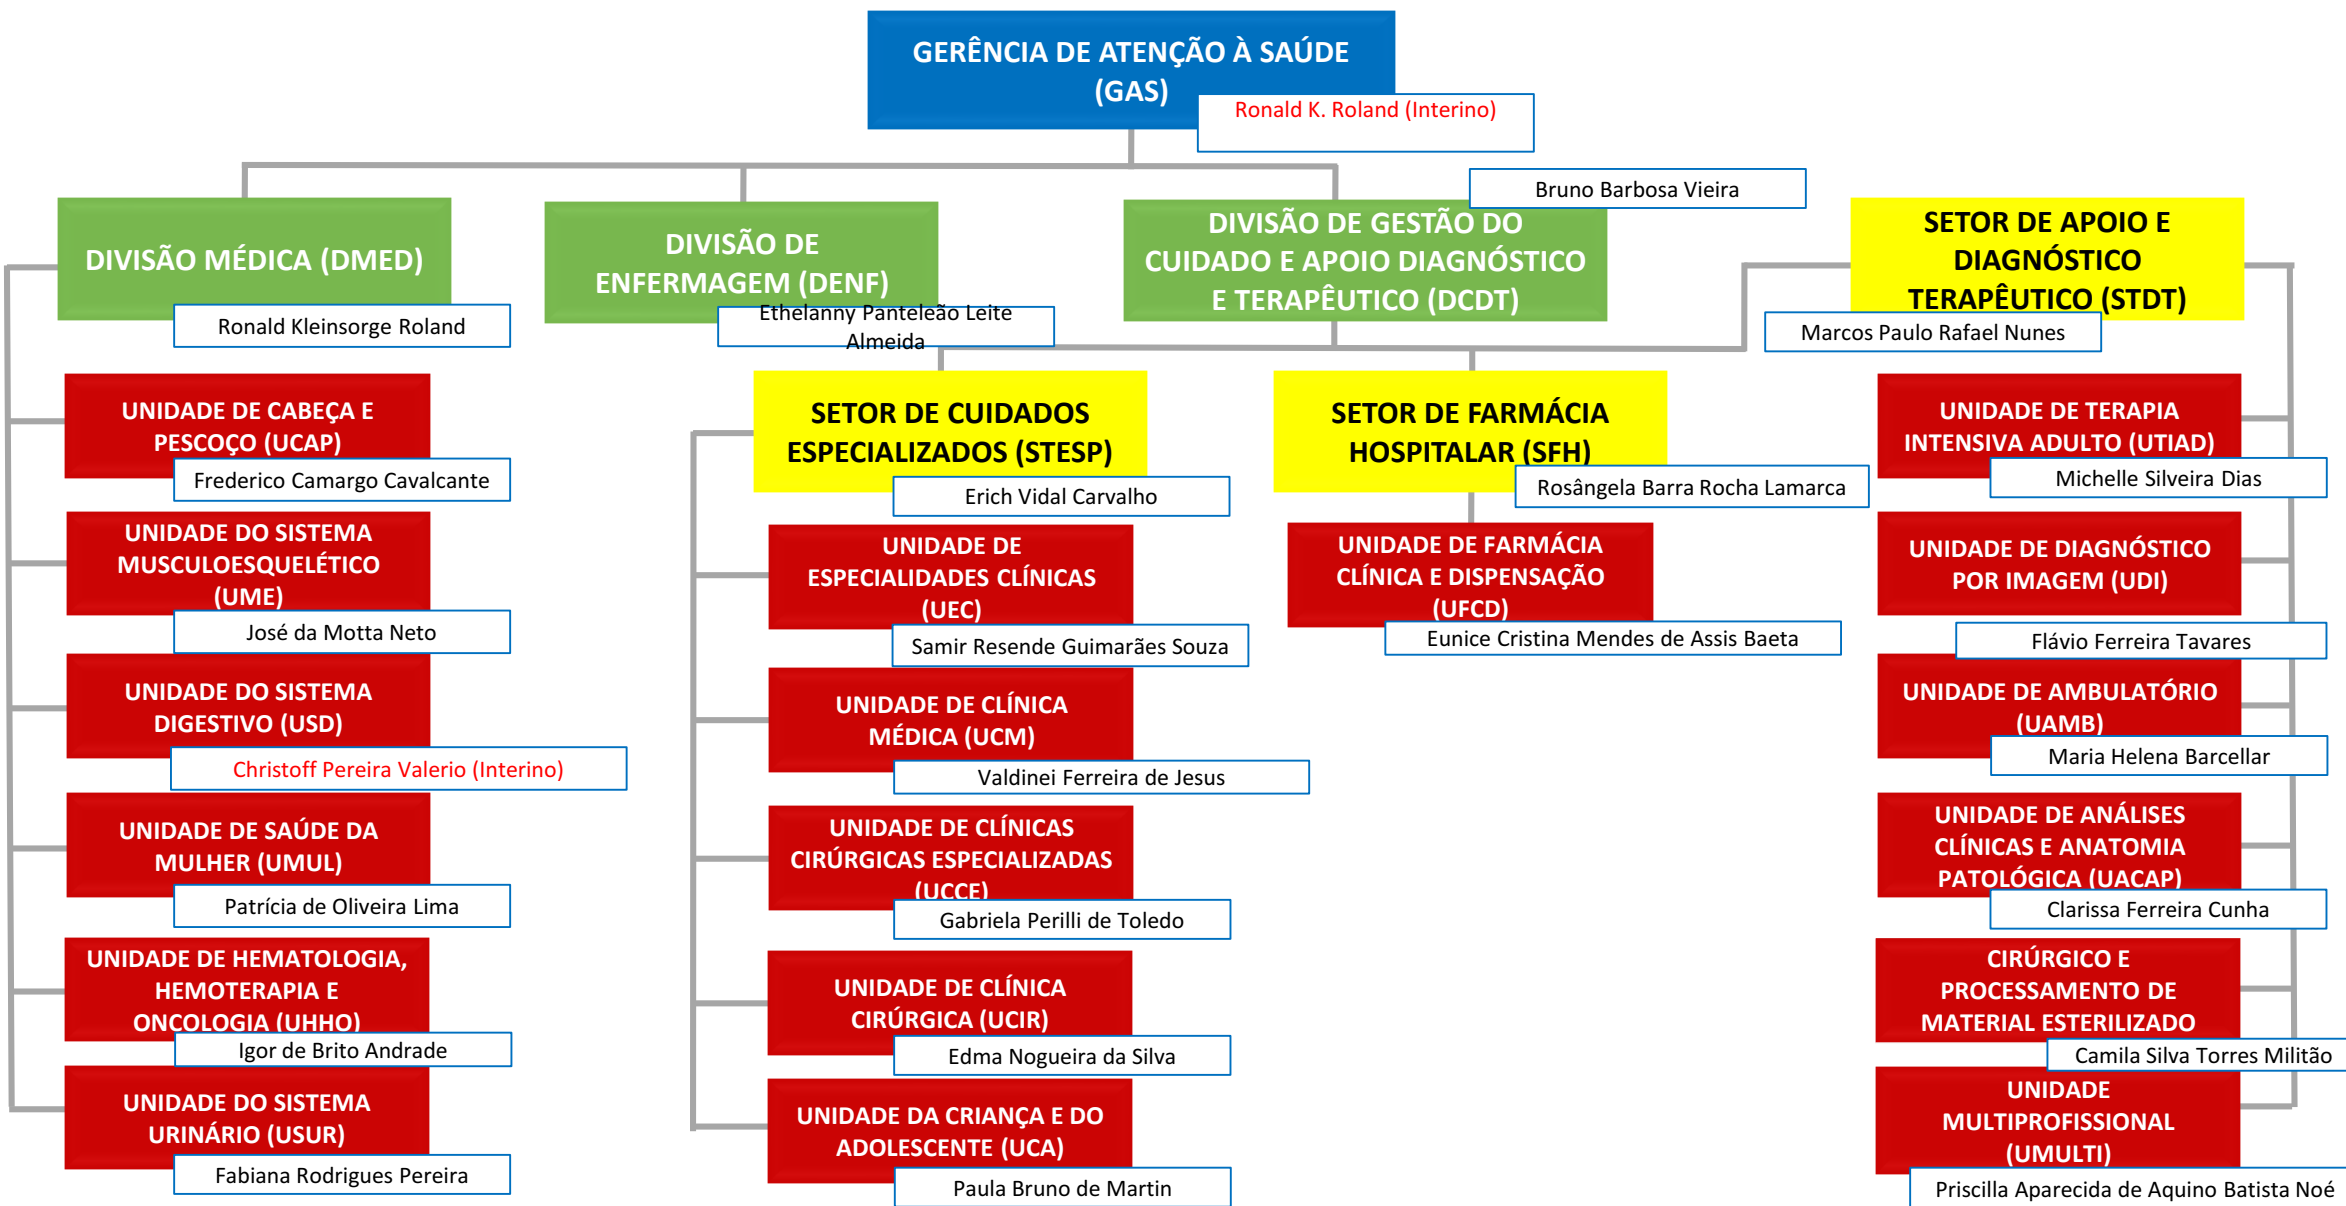 GERÊNCIA DE ATENÇÃO À SAÚDE
(GAS)
Ronald K. Roland (Interino)
DIVISÃO MÉDICA (DMED)
Ronald Kleinsorge Roland
DIVISÃO DE
ENFERMAGEM (DENF)
Ethelanny Panteleão Leite
Almeida
Bruno Barbosa Vieira
DIVISÃO DE GESTÃO DO
CUIDADO E APOIO DIAGNÓSTICO
E TERAPÊUTICO (DCDT)
SETOR DE APOIO E
DIAGNÓSTICO
TERAPÊUTICO (STDT)
Marcos Paulo Rafael Nunes
UNIDADE DE CABEÇA E
PESCOÇO (UCAP)
Frederico Camargo Cavalcante
UNIDADE DO SISTEMA
MUSCULOESQUELÉTICO
(UME)
José da Motta Neto
UNIDADE DO SISTEMA
DIGESTIVO (USD)
Christoff Pereira Valerio (Interino)
UNIDADE DE SAÚDE DA
MULHER (UMUL)
Patrícia de Oliveira Lima
UNIDADE DE HEMATOLOGIA,
HEMOTERAPIA E
ONCOLOGIA (UHHO)
Igor de Brito Andrade
UNIDADE DO SISTEMA
URINÁRIO (USUR)
Fabiana Rodrigues Pereira
SETOR DE CUIDADOS
ESPECIALIZADOS (STESP)
Erich Vidal Carvalho
UNIDADE DE
ESPECIALIDADES CLÍNICAS
(UEC)
Samir Resende Guimarães Souza
UNIDADE DE CLÍNICA
MÉDICA (UCM)
Valdinei Ferreira de Jesus
UNIDADE DE CLÍNICAS
CIRÚRGICAS ESPECIALIZADAS
(UCCE)
Gabriela Perilli de Toledo
UNIDADE DE CLÍNICA
CIRÚRGICA (UCIR)
Edma Nogueira da Silva
UNIDADE DA CRIANÇA E DO
ADOLESCENTE (UCA)
Paula Bruno de Martin
SETOR DE FARMÁCIA
HOSPITALAR (SFH)
Rosângela Barra Rocha Lamarca
UNIDADE DE FARMÁCIA
CLÍNICA E DISPENSAÇÃO
(UFCD)
Eunice Cristina Mendes de Assis Baeta
UNIDADE DE TERAPIA
INTENSIVA ADULTO (UTIAD)
Michelle Silveira Dias
UNIDADE DE DIAGNÓSTICO
POR IMAGEM (UDI)
Flávio Ferreira Tavares
UNIDADE DE AMBULATÓRIO
(UAMB)
Maria Helena Barcellar
UNIDADE DE ANÁLISES
CLÍNICAS E ANATOMIA
PATOLÓGICA (UACAP)
Clarissa Ferreira Cunha
CIRÚRGICO E
PROCESSAMENTO DE
MATERIAL ESTERILIZADO
Camila Silva Torres Militão
UNIDADE
MULTIPROFISSIONAL
(UMULTI)
Priscilla Aparecida de Aquino Batista Noé